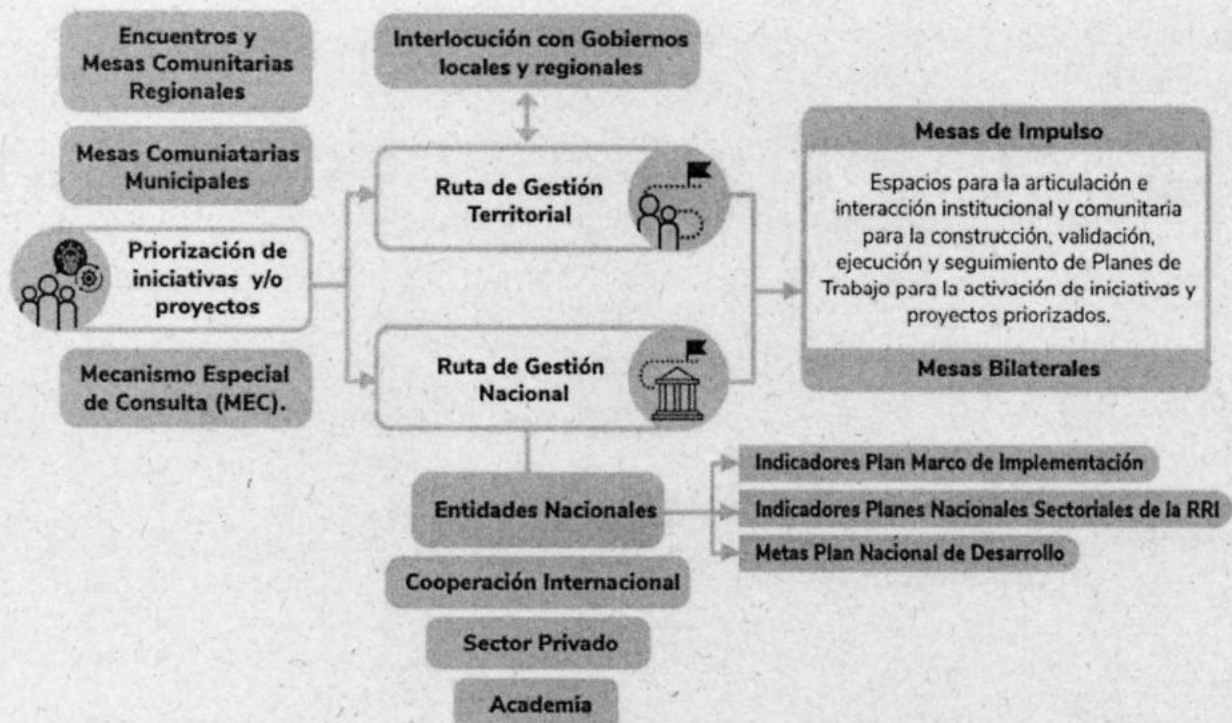 Encuentros y
Mesas Comunitarias
Regionales
Mesas Comuniatarias
Municipales
Priorización de
iniciativas y/o
proyectos
Mecanismo Especial
de Consulta (MEC).
Interlocución con Gobiernos
locales y regionales
Ruta de Gestión
Territorial
Ruta de Gestión
Nacional
Entidades Nacionales
Cooperación Internacional
Sector Privado
Academia
Mesas de Impulso
Espacios para la articulación e
interacción institucional y comunitaria
para la construcción, validación,
ejecución y seguimiento de Planes de
Trabajo para la activación de iniciativas y
proyectos priorizados.
Mesas Bilaterales
Indicadores Plan Marco de Implementación
Indicadores Planes Nacionales Sectoriales de la RRI
Metas Plan Nacional de Desarrollo